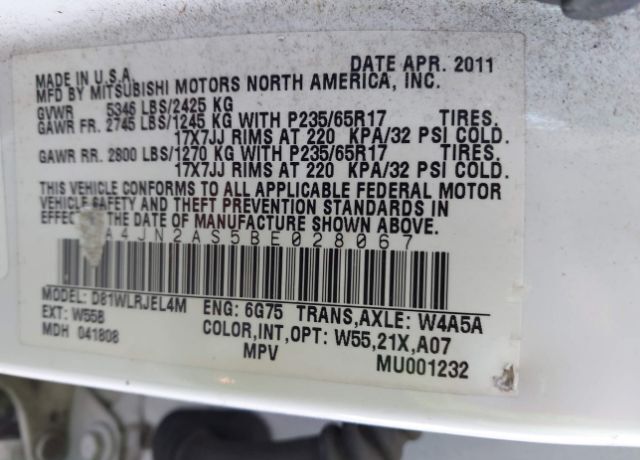 MADE IN U.S.A. DATE APR. 2011
MFD BY MITSUBISHI MOTORS NORTH AMERICA, INC.
GVWR 5346 LBS/2425 KG
GAWR FR. 2745 LBS/1245 KG WITH P235/65R17 TIRES.
17X7JJ RIMS AT 220 KPA/32 PSI COLD.
GAWR RR. 2800 LBS/1270 KG WITH P235/65R17 TIRES.
17X7JJ RIMS AT 220 KPA/32 PSI COLD.
THIS VEHICLE CONFORMS TO ALL APPLICABLE FEDERAL MOTOR
VEHICLE SAFETY AND THEFT PREVENTION STANDARDS IN
EFFEC THE DATE OF MANUFACTURE SHOWN ABOVE.
A4JN2AS5BE028067
MODEL: D81WLRJEL4M ENG: 6G75 TRANS,AXLE: W4A5A
EXT: W55B COLOR,INT,OPT: W55,21X,A07
MDH 041808 MPV MU001232